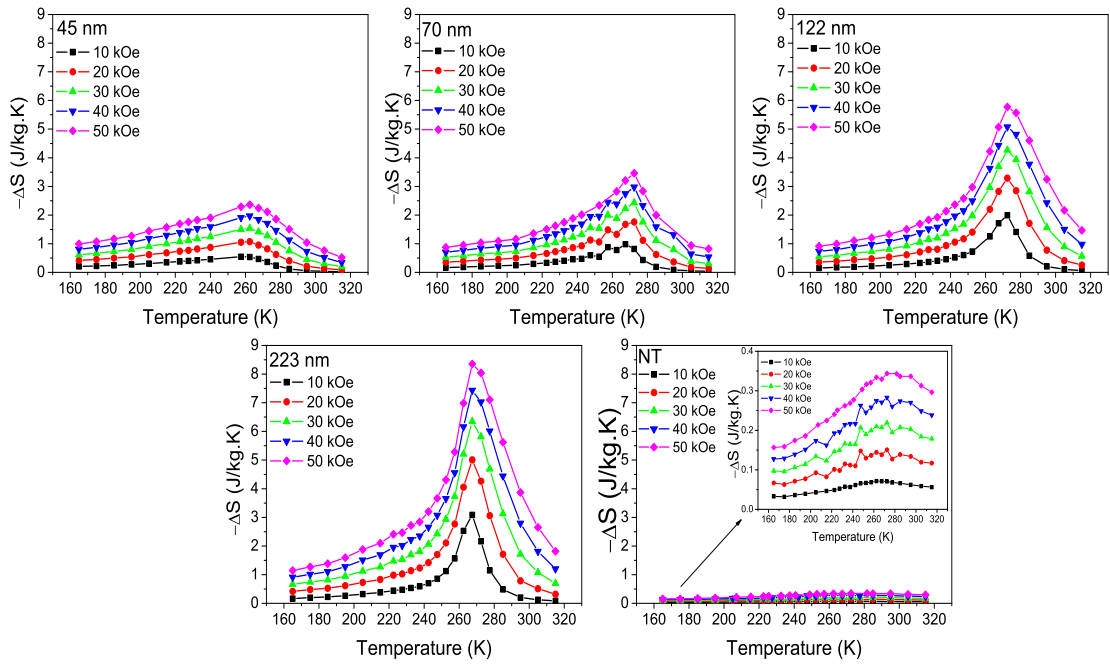 45 nm
10 kOe
20 kOe
30 kOe
40 kOe
50 kOe
−ΔS (J/kg.K)
9
8
7
6
5
4
3
2
1
0
160 180 200 220 240 260 280 300 320
Temperature (K)
70 nm
10 kOe
20 kOe
30 kOe
40 kOe
50 kOe
−ΔS (J/kg.K)
9
8
7
6
5
4
3
2
1
0
160 180 200 220 240 260 280 300 320
Temperature (K)
122 nm
10 kOe
20 kOe
30 kOe
40 kOe
50 kOe
−ΔS (J/kg.K)
9
8
7
6
5
4
3
2
1
0
160 180 200 220 240 260 280 300 320
Temperature (K)
223 nm
10 kOe
20 kOe
30 kOe
40 kOe
50 kOe
−ΔS (J/kg.K)
9
8
7
6
5
4
3
2
1
0
160 180 200 220 240 260 280 300 320
Temperature (K)
NT
10 kOe
20 kOe
30 kOe
40 kOe
50 kOe
−ΔS (J/kg.K)
9
8
7
6
5
4
3
2
1
0
160 180 200 220 240 260 280 300 320
Temperature (K)
10 kOe
20 kOe
30 kOe
40 kOe
50 kOe
−ΔS (J/kg.K)
0.4
0.3
0.2
0.1
0.0
160 180 200 220 240 260 280 300 320
Temperature (K)